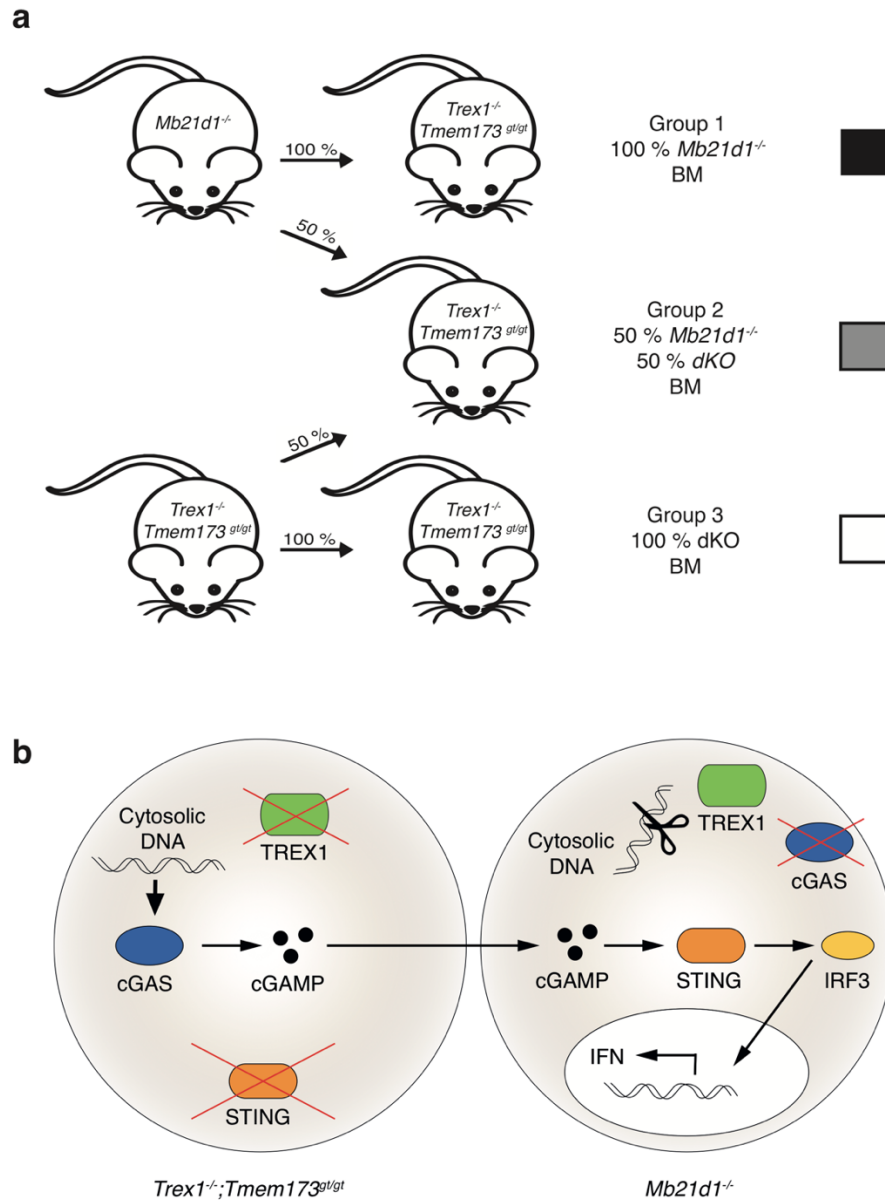 a
Mb21d1-/-
100 %
Trex1-/-
Tmem173 gt/gt
Group 1
100 % Mb21d1-/-
BM
50 %
Trex1-/-
Tmem173 gt/gt
Group 2
50 % Mb21d1-/-
50 % dKO
BM
50 %
Trex1-/-
Tmem173 gt/gt
100 %
Trex1-/-
Tmem173 gt/gt
Group 3
100 % dKO
BM
b
Cytosolic
DNA
TREX1
cGAS
cGAMP
STING
Trex1-/-;Tmem173gt/gt
Cytosolic
DNA
TREX1
cGAS
cGAMP
STING
IRF3
IFN
Mb21d1-/-